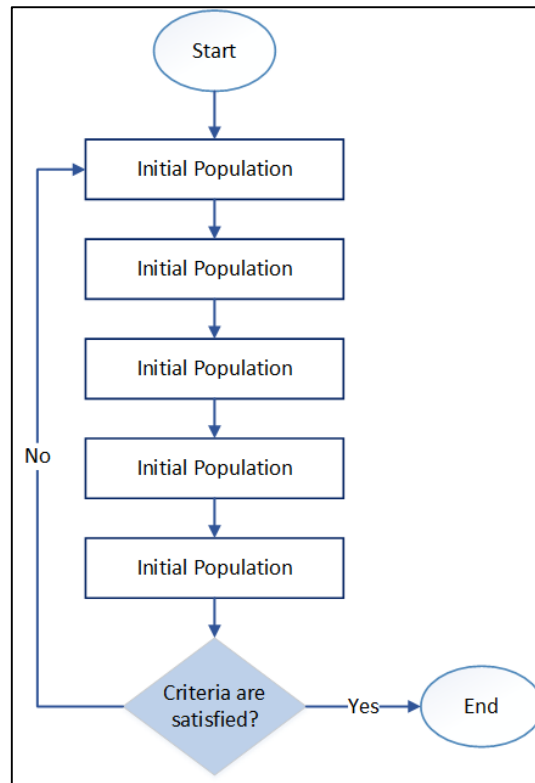 Start
Initial Population
Initial Population
Initial Population
Initial Population
No
Initial Population
Criteria are
satisfied?
Yes
End